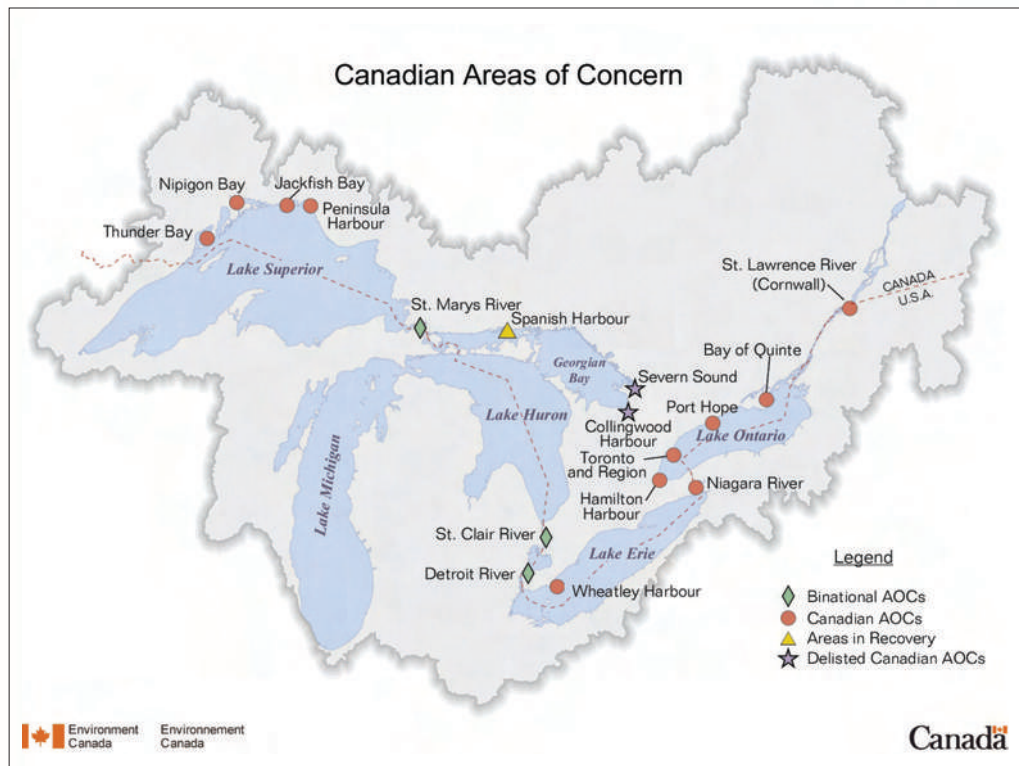 Canadian Areas of Concern
Nipigon Bay
Jackfish Bay
Peninsula
Harbour
Thunder Bay
Lake Superior
St. Marys River
Spanish Harbour
Georgian
Bay
Severn Sound
Collingwood
Harbour
Lake Huron
Lake Michigan
St. Lawrence River
(Cornwall)
CANADA
U.S.A.
Bay of Quinte
Port Hope
Lake Ontario
Toronto
and Region
Hamilton
Harbour
Niagara River
St. Clair River
Lake Erie
Detroit River
Wheatley Harbour
Legend
Binational AOCs
Canadian AOCs
Areas in Recovery
Delisted Canadian AOCs
Environment
Canada
Environnement
Canada
Canada